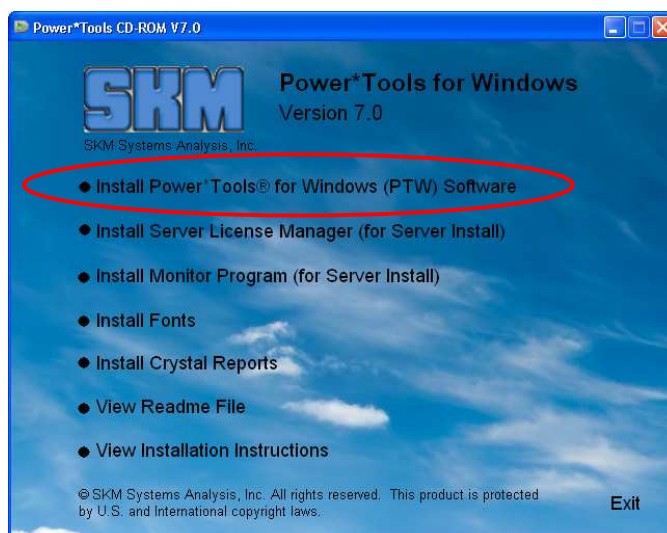 Power*Tools CD-ROM V7.0
SKM
Power*Tools for Windows
Version 7.0
SKM Systems Analysis, Inc.
Install Power*Tools® for Windows (PTW) Software
Install Server License Manager (for Server Install)
Install Monitor Program (for Server Install)
Install Fonts
Install Crystal Reports
View Readme File
View Installation Instructions
© SKM Systems Analysis, Inc. All rights reserved. This product is protected
by U.S. and International copyright laws.
Exit